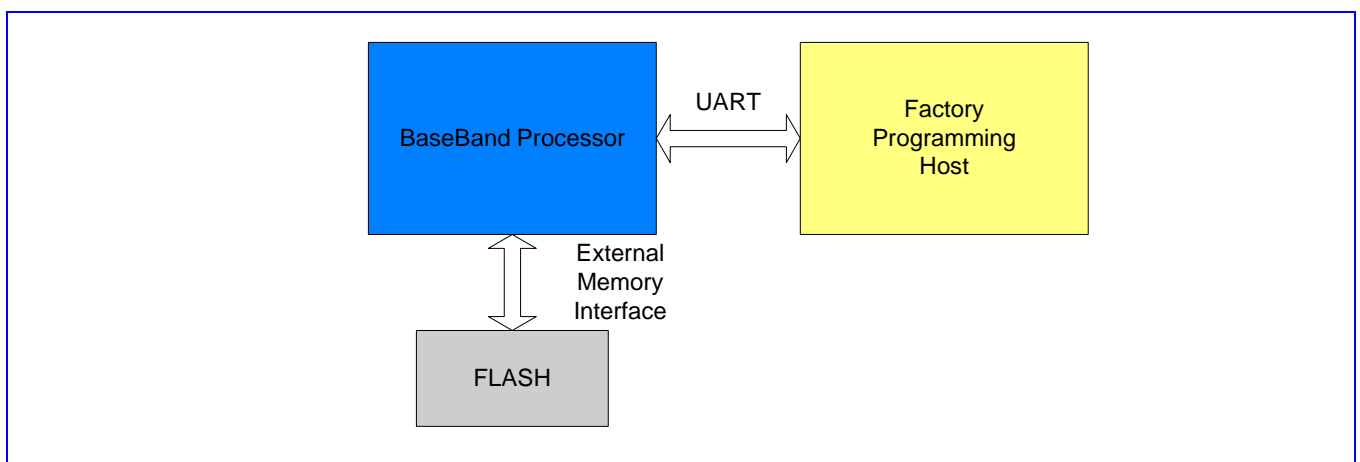 BaseBand Processor
UART
Factory
Programming
Host
External
Memory
Interface
FLASH